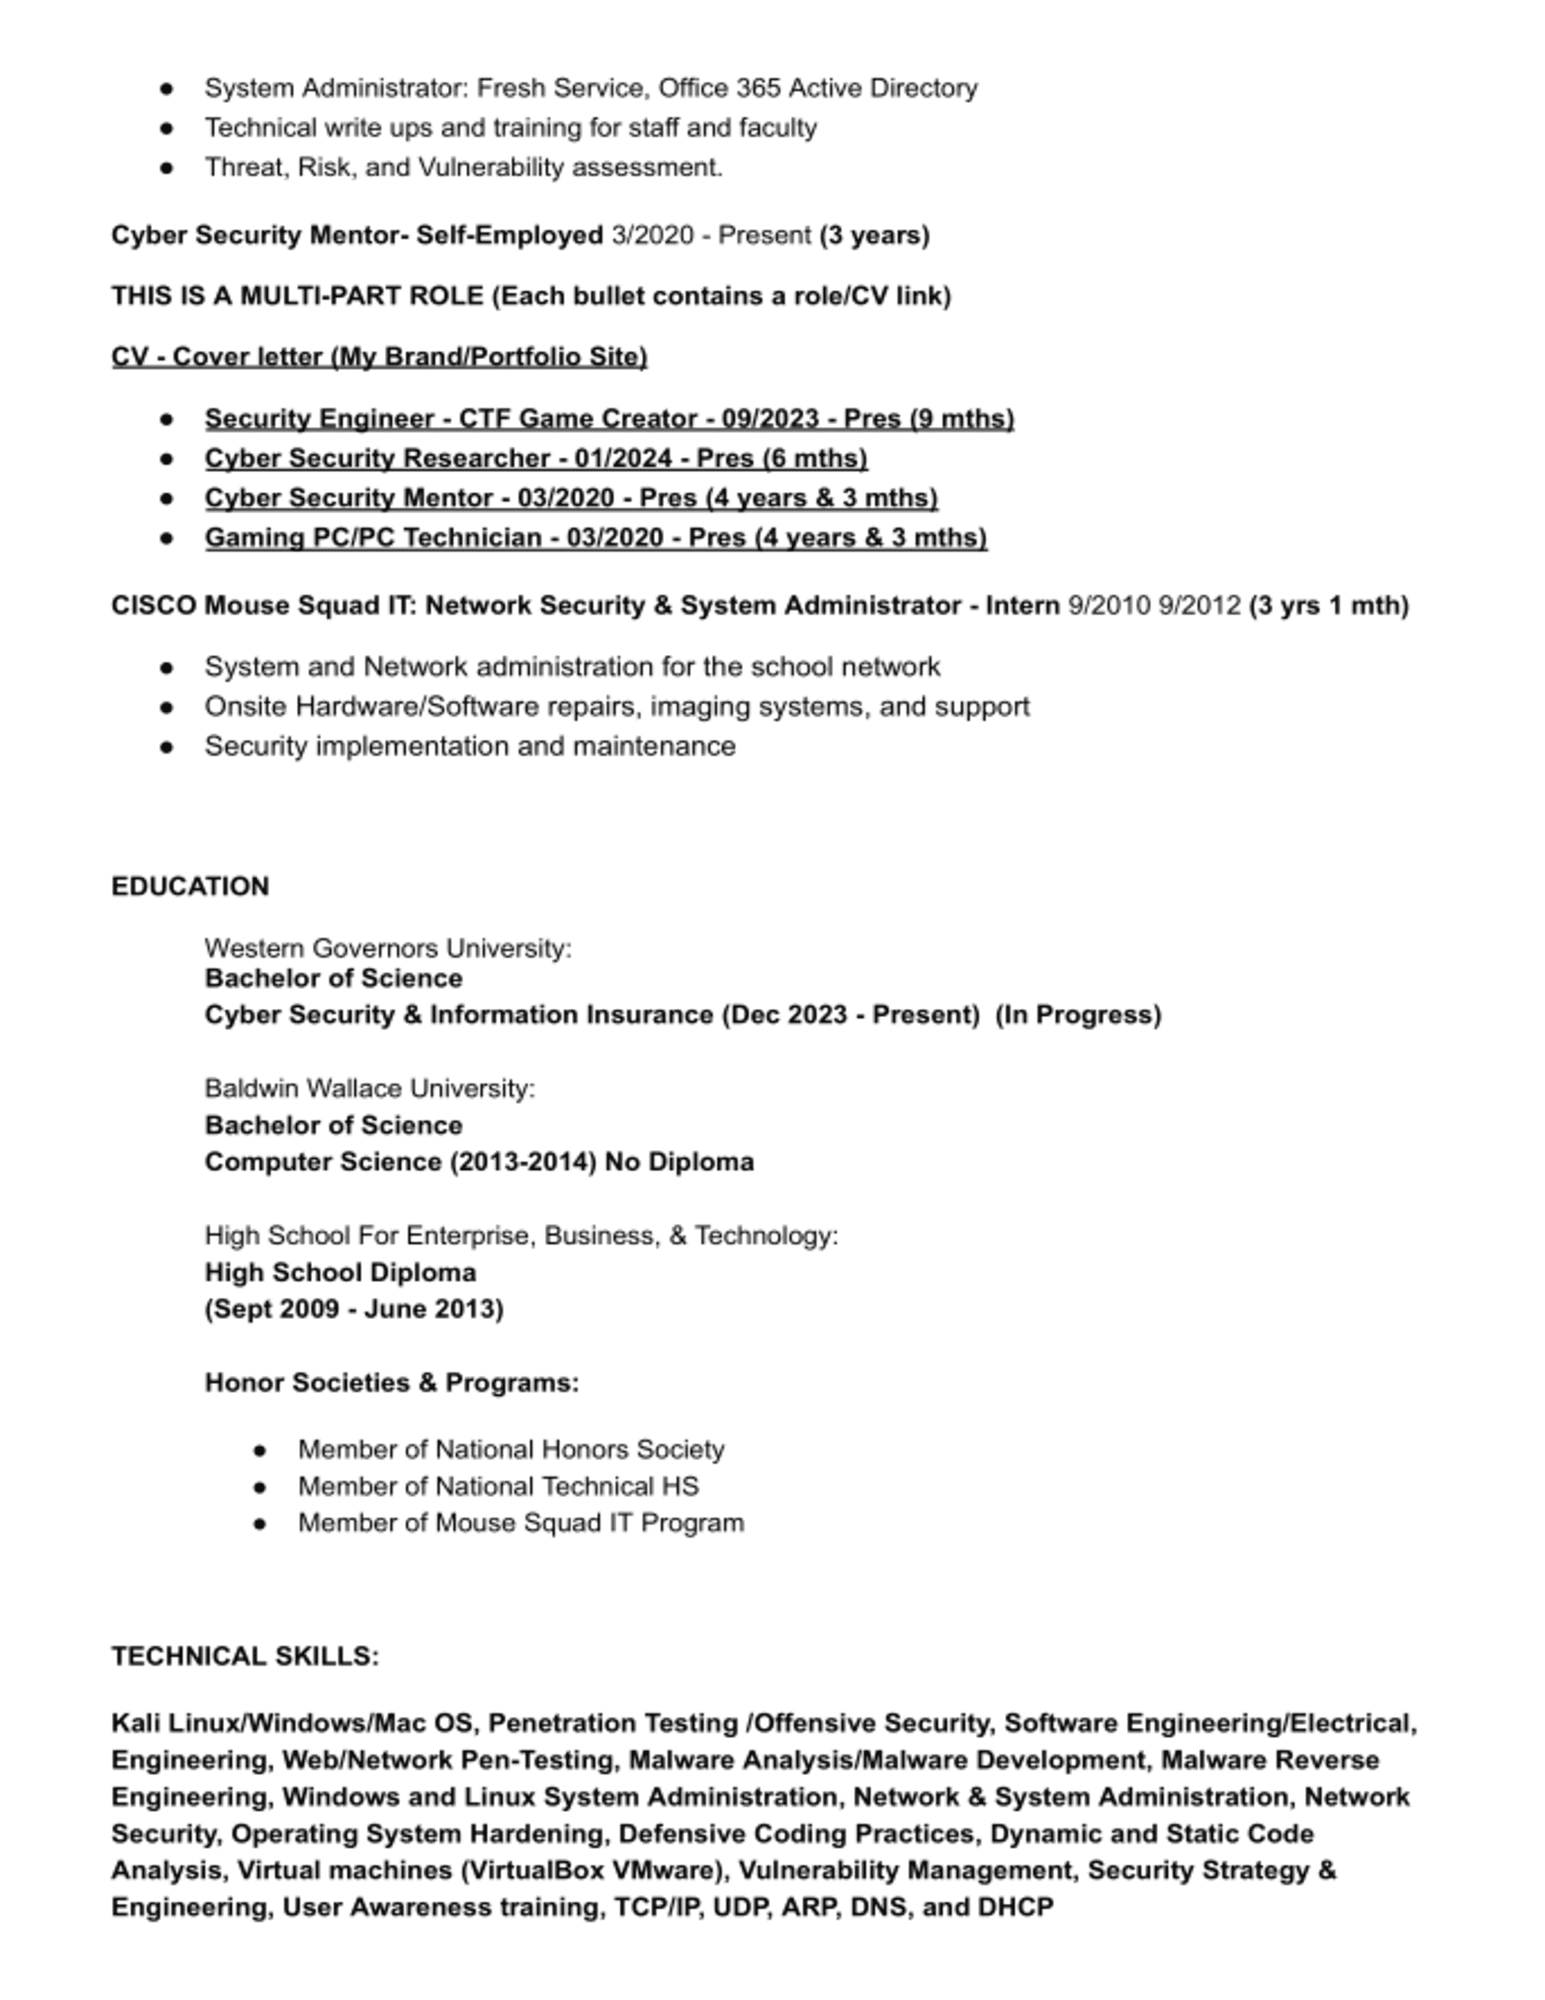 ● System Administrator: Fresh Service, Office 365 Active Directory
● Technical write ups and training for staff and faculty
● Threat, Risk, and Vulnerability assessment.
Cyber Security Mentor- Self-Employed 3/2020 - Present (3 years)
THIS IS A MULTI-PART ROLE (Each bullet contains a role/CV link)
CV - Cover letter (My Brand/Portfolio Site)
● Security Engineer - CTF Game Creator - 09/2023 - Pres (9 mths)
● Cyber Security Researcher - 01/2024 - Pres (6 mths)
● Cyber Security Mentor - 03/2020 - Pres (4 years & 3 mths)
● Gaming PC/PC Technician - 03/2020 - Pres (4 years & 3 mths)
CISCO Mouse Squad IT: Network Security & System Administrator - Intern 9/2010 9/2012 (3 yrs 1 mth)
● System and Network administration for the school network
● Onsite Hardware/Software repairs, imaging systems, and support
● Security implementation and maintenance
EDUCATION
Western Governors University:
Bachelor of Science
Cyber Security & Information Insurance (Dec 2023 - Present) (In Progress)
Baldwin Wallace University:
Bachelor of Science
Computer Science (2013-2014) No Diploma
High School For Enterprise, Business, & Technology:
High School Diploma
(Sept 2009 - June 2013)
Honor Societies & Programs:
● Member of National Honors Society
● Member of National Technical HS
● Member of Mouse Squad IT Program
TECHNICAL SKILLS:
Kali Linux/Windows/Mac OS, Penetration Testing /Offensive Security, Software Engineering/Electrical,
Engineering, Web/Network Pen-Testing, Malware Analysis/Malware Development, Malware Reverse
Engineering, Windows and Linux System Administration, Network & System Administration, Network
Security, Operating System Hardening, Defensive Coding Practices, Dynamic and Static Code
Analysis, Virtual machines (VirtualBox VMware), Vulnerability Management, Security Strategy &
Engineering, User Awareness training, TCP/IP, UDP, ARP, DNS, and DHCP